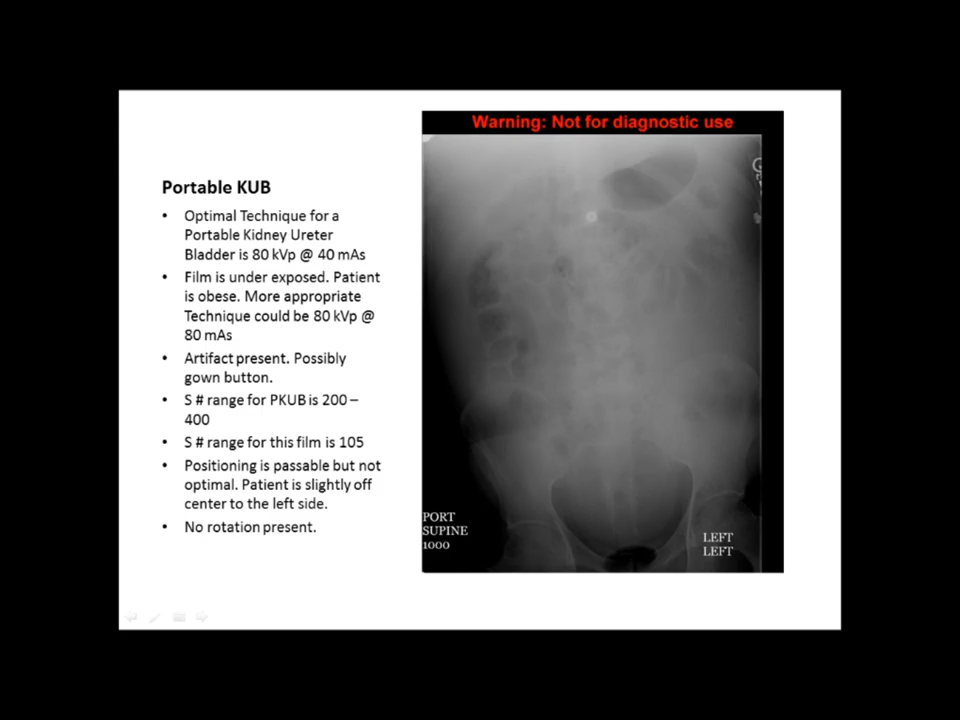 Warning: Not for diagnostic use
Portable KUB
• Optimal Technique for a
Portable Kidney Ureter
Bladder is 80 kVp @ 40 mAs
• Film is under exposed. Patient
is obese. More appropriate
Technique could be 80 kVp @
80 mAs
• Artifact present. Possibly
gown button.
• S # range for PKUB is 200 –
400
• S # range for this film is 105
• Positioning is passable but not
optimal. Patient is slightly off
center to the left side.
• No rotation present.
PORT
SUPINE
1000
LEFT
LEFT